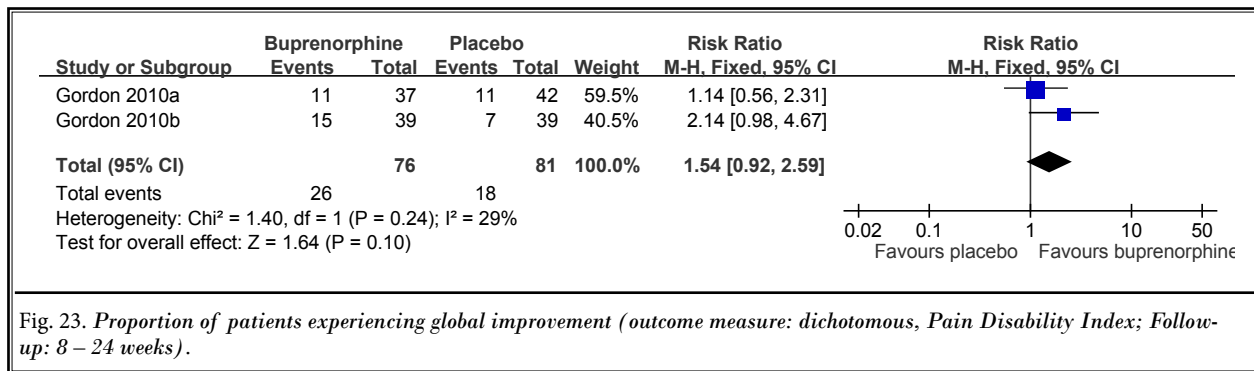 Buprenorphine Placebo Risk Ratio Risk Ratio
Study or Subgroup Events Total Events Total Weight M-H, Fixed, 95% CI M-H, Fixed, 95% CI
Gordon 2010a 11 37 11 42 59.5% 1.14 [0.56, 2.31]
Gordon 2010b 15 39 7 39 40.5% 2.14 [0.98, 4.67]
Total (95% CI) 76 81 100.0% 1.54 [0.92, 2.59]
Total events 26 18
Heterogeneity: Chi² = 1.40, df = 1 (P = 0.24); I² = 29%
Test for overall effect: Z = 1.64 (P = 0.10)
0.02 0.1 1 10 50
Favours placebo Favours buprenorphine
Fig. 23. Proportion of patients experiencing global improvement (outcome measure: dichotomous, Pain Disability Index; Follow-
up: 8 – 24 weeks).